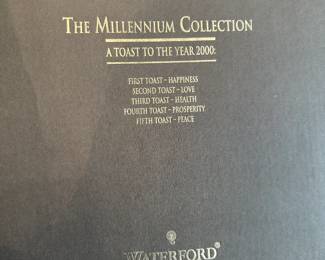 THE MILLENNIUM COLLECTION
A TOAST TO THE YEAR 2000:
FIRST TOAST – HAPPINESS
SECOND TOAST – LOVE
THIRD TOAST – HEALTH
FOURTH TOAST – PROSPERITY
FIFTH TOAST – PEACE
WATERFORD®